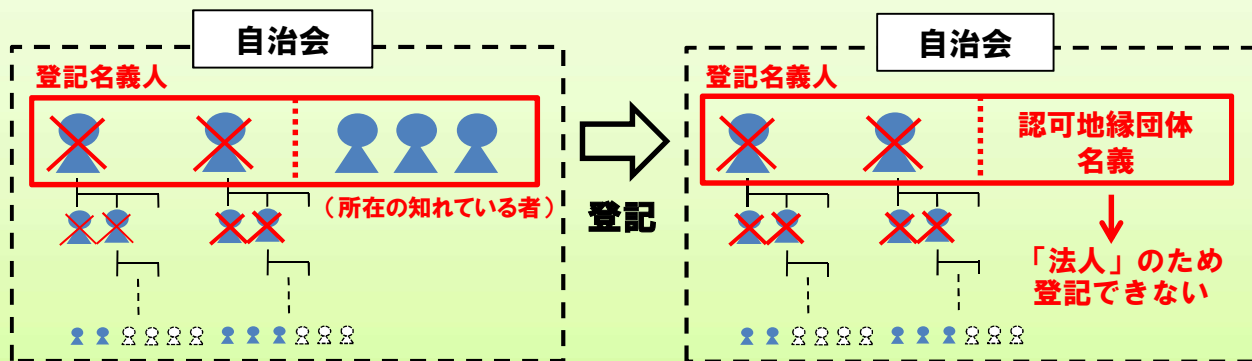 自治会
登記名義人
（所在の知れている者）
登記
自治会
登記名義人
認可地縁団体
名義
「法人」のため
登記できない